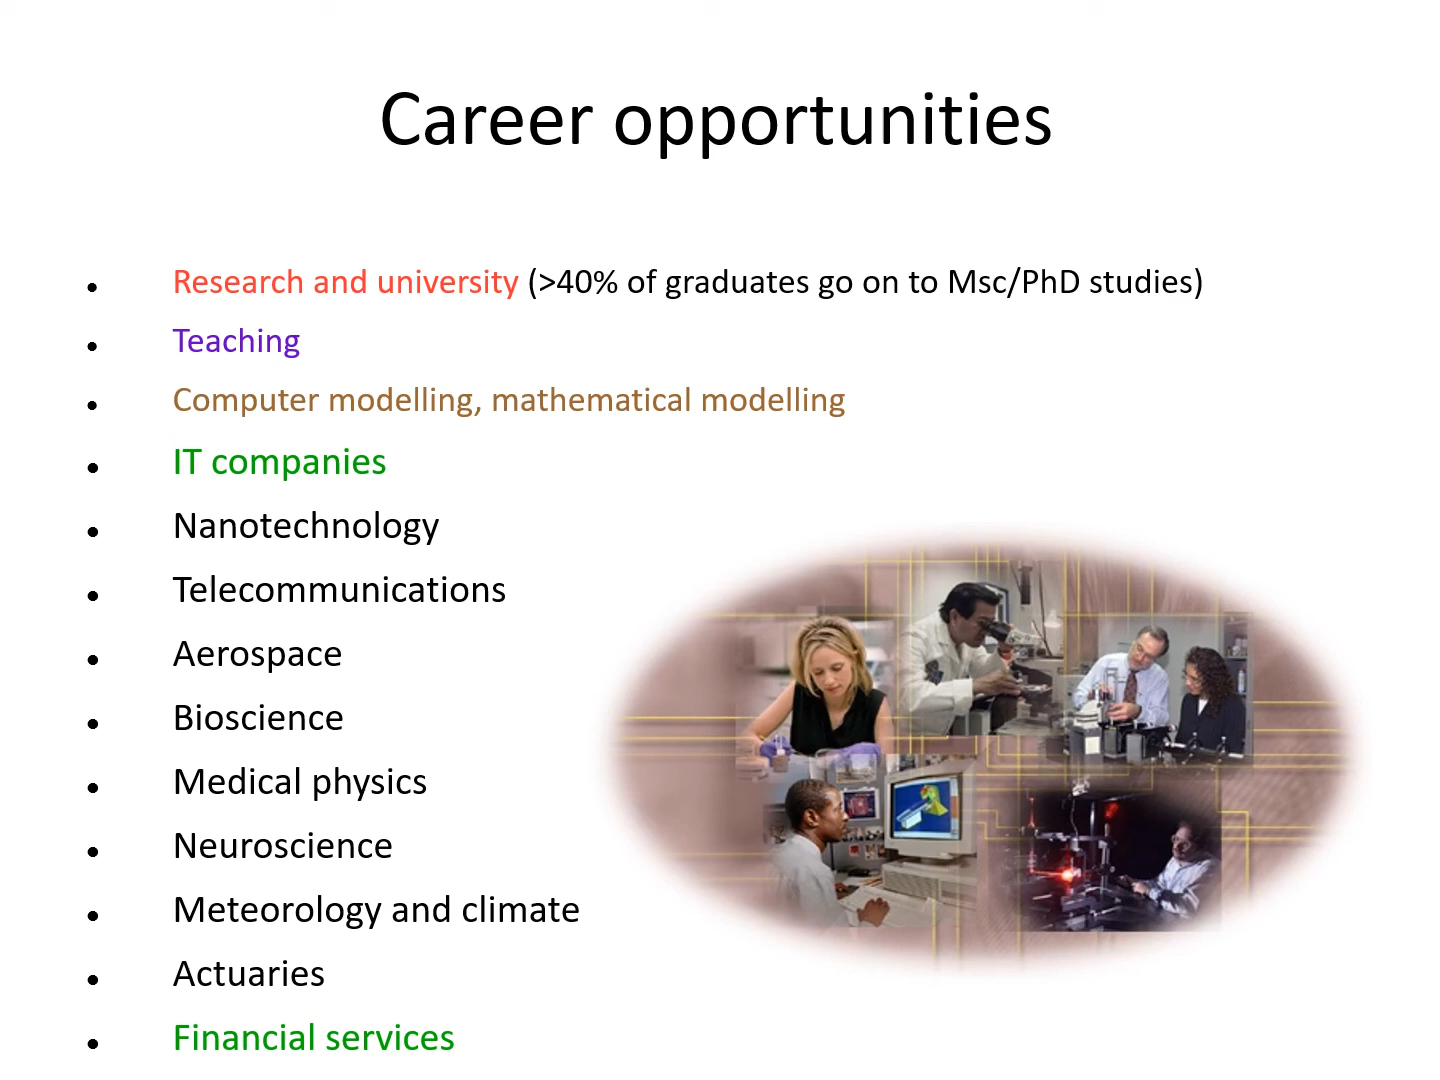 Career opportunities
• Research and university (>40% of graduates go on to Msc/PhD studies)
• Teaching
• Computer modelling, mathematical modelling
• IT companies
• Nanotechnology
• Telecommunications
• Aerospace
• Bioscience
• Medical physics
• Neuroscience
• Meteorology and climate
• Actuaries
• Financial services